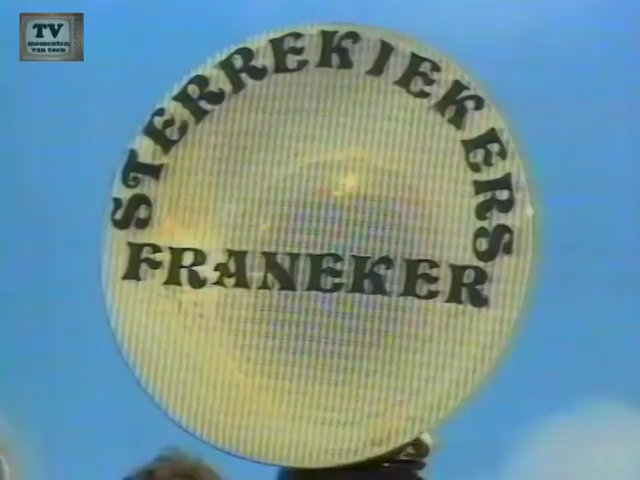 TV
momenten
van toen
STERREKIEKERS
FRANEKER